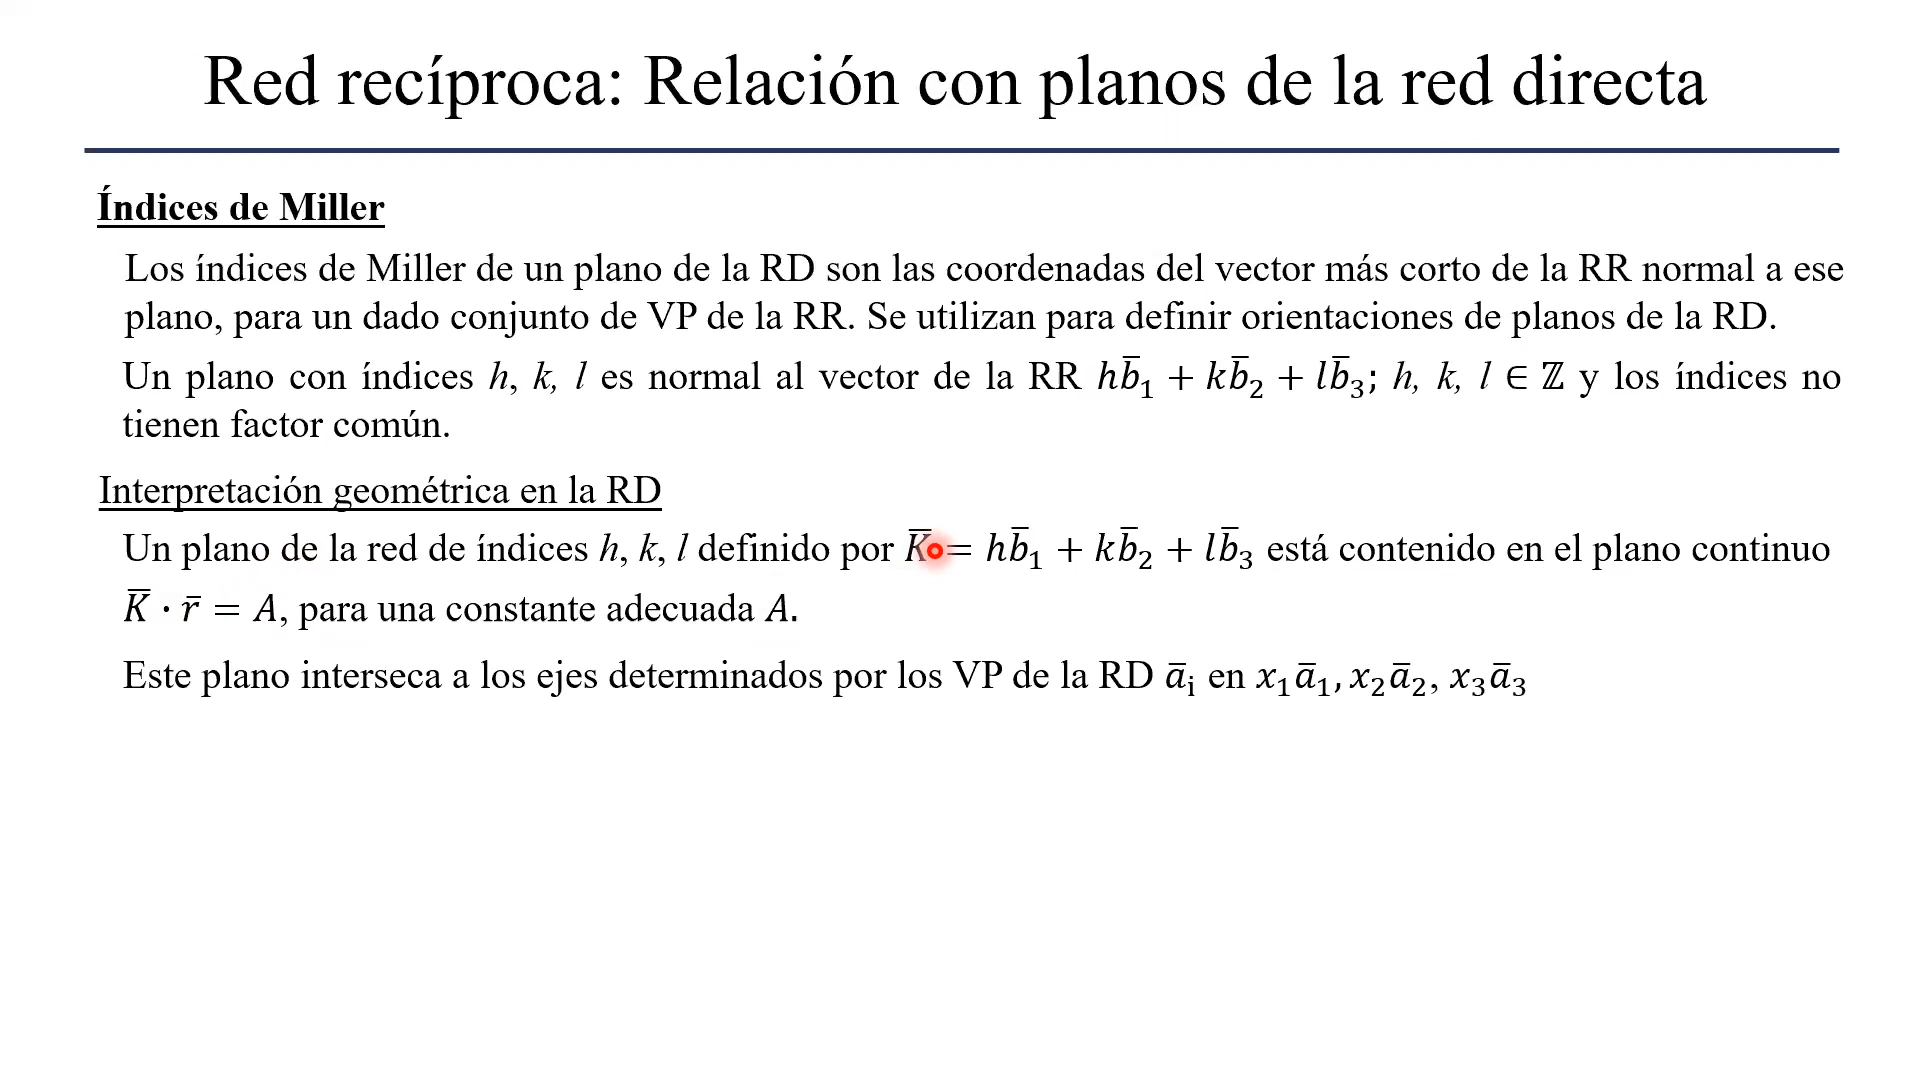 Red recíproca: Relación con planos de la red directa
Índices de Miller
Los índices de Miller de un plano de la RD son las coordenadas del vector más corto de la RR normal a ese
plano, para un dado conjunto de VP de la RR. Se utilizan para definir orientaciones de planos de la RD.
Un plano con índices h, k, l es normal al vector de la RR hb̅₁ + kb̅₂ + lb̅₃; h, k, l ∈ ℤ y los índices no
tienen factor común.
Interpretación geométrica en la RD
Un plano de la red de índices h, k, l definido por K̅ = hb̅₁ + kb̅₂ + lb̅₃ está contenido en el plano continuo
K̅ · r̅ = A, para una constante adecuada A.
Este plano interseca a los ejes determinados por los VP de la RD a̅ᵢ en x₁a̅₁, x₂a̅₂, x₃a̅₃